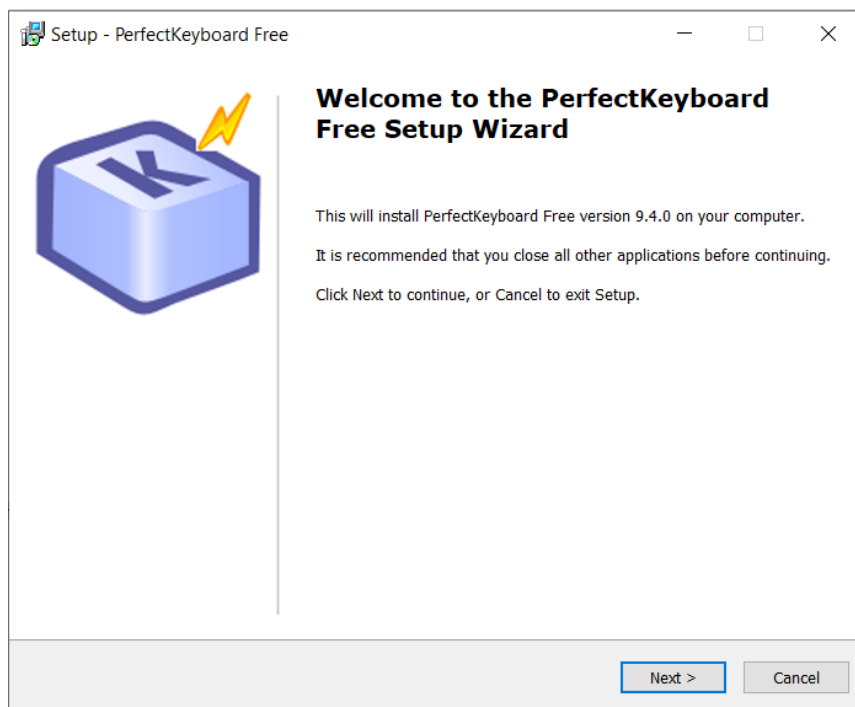 Setup - PerfectKeyboard Free
K
Welcome to the PerfectKeyboard
Free Setup Wizard
This will install PerfectKeyboard Free version 9.4.0 on your computer.
It is recommended that you close all other applications before continuing.
Click Next to continue, or Cancel to exit Setup.
Next >
Cancel